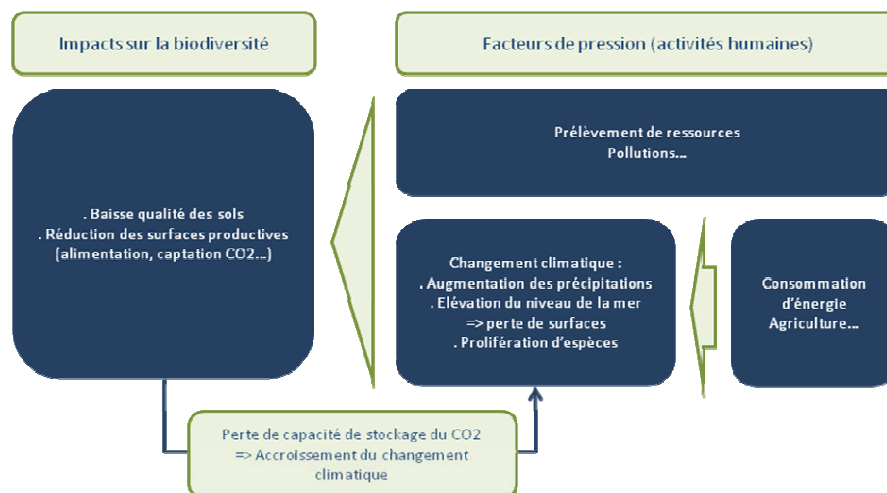 Impacts sur la biodiversité
Facteurs de pression (activités humaines)
. Baisse qualité des sols
. Réduction des surfaces productives
(alimentation, captation CO2...)
Prélèvement de ressources
Pollutions...
Changement climatique :
. Augmentation des précipitations
. Elévation du niveau de la mer
=> perte de surfaces
. Prolifération d'espèces
Consommation
d'énergie
Agriculture...
Perte de capacité de stockage du CO2
=> Accroissement du changement
climatique